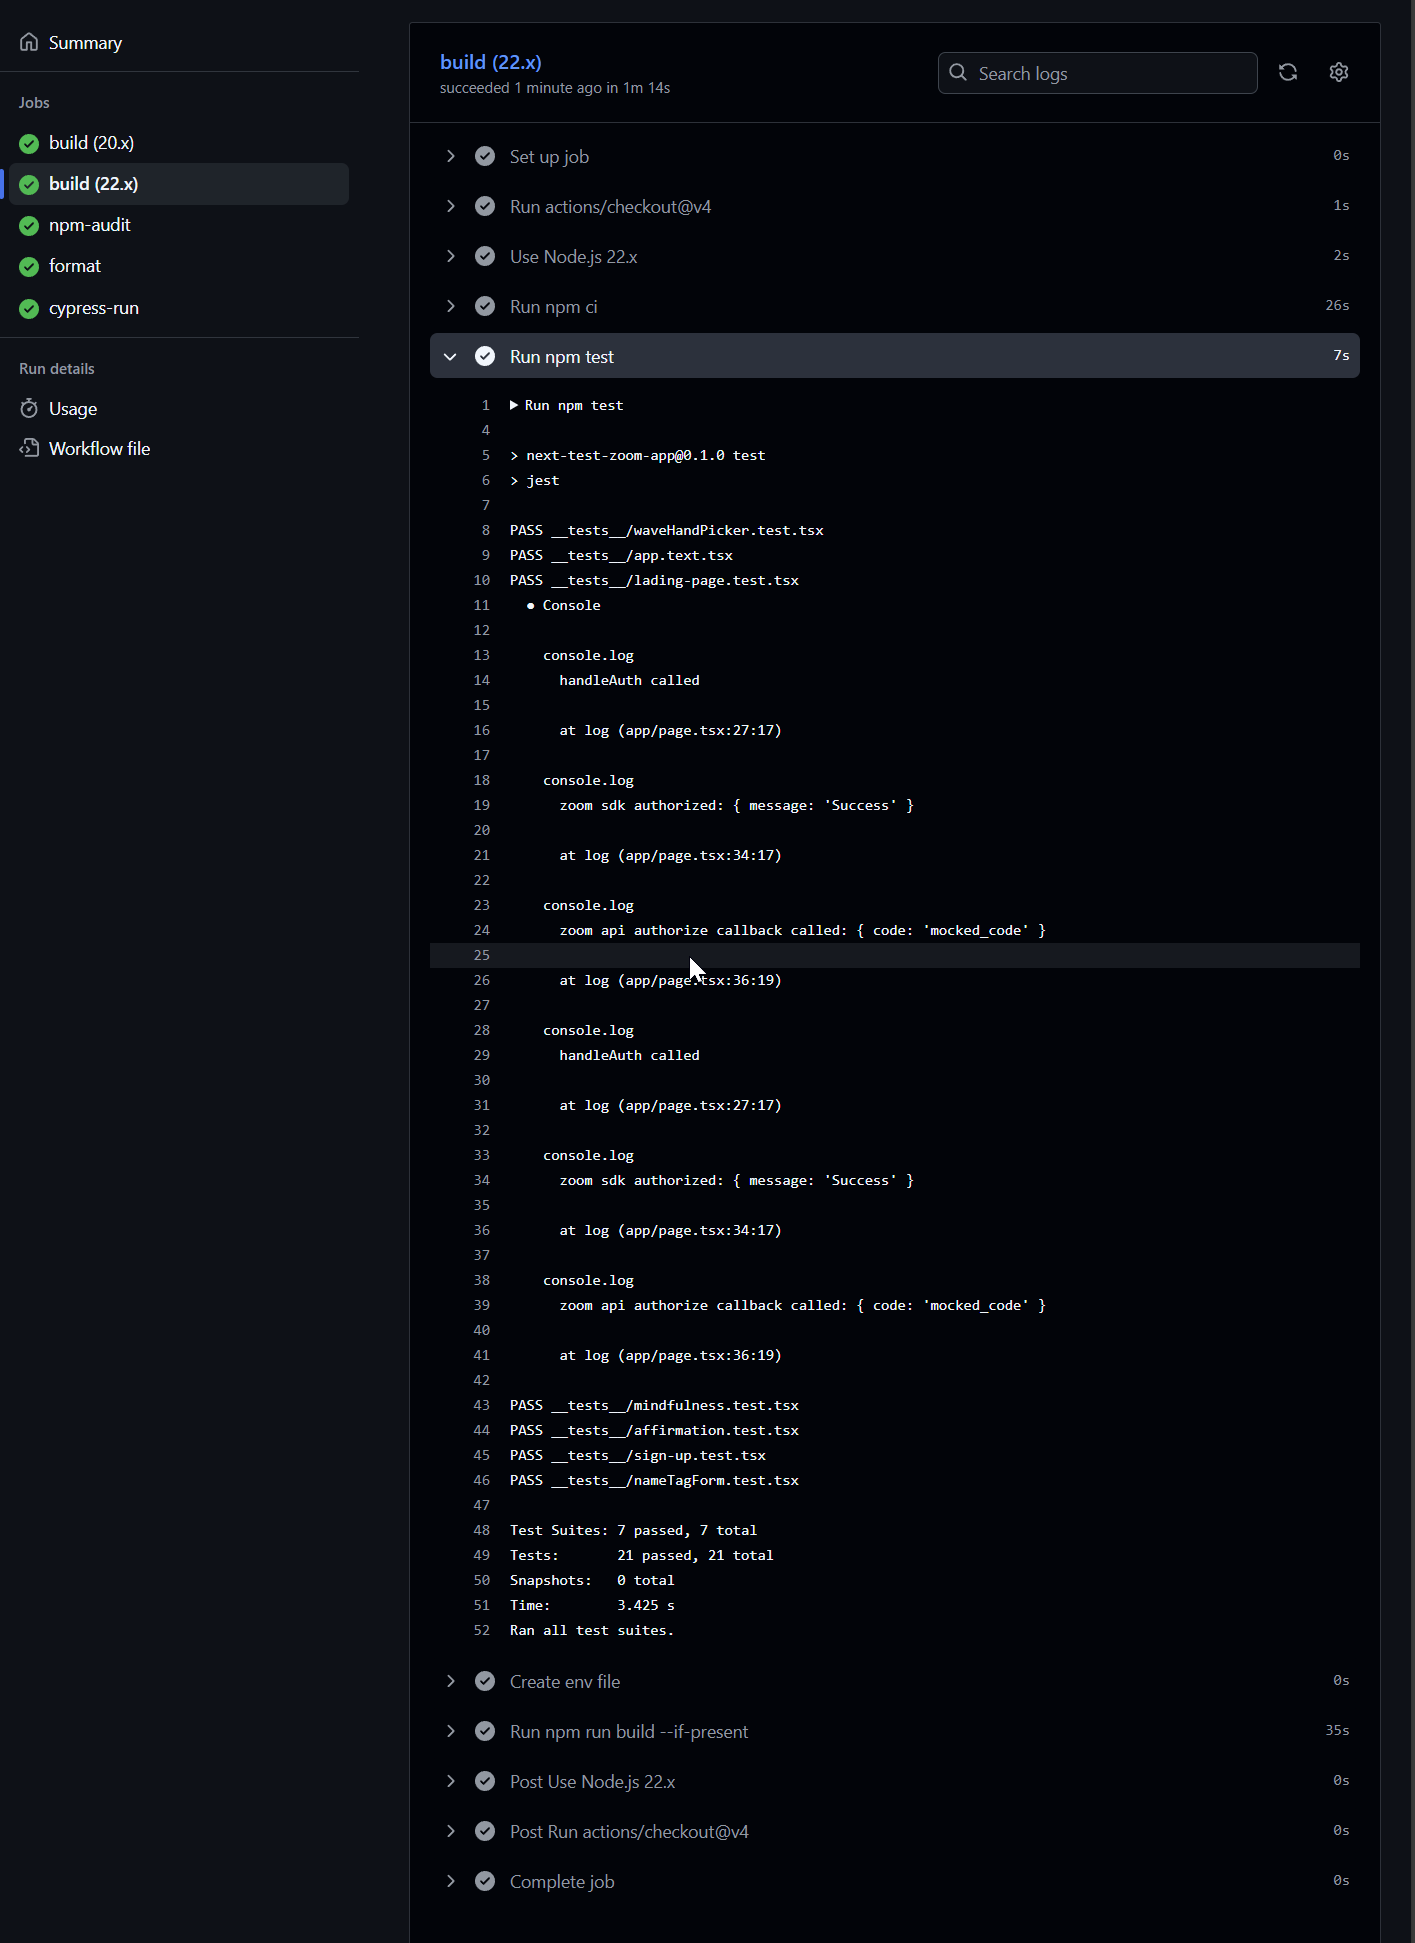 Summary
Jobs
build (20.x)
build (22.x)
npm-audit
format
cypress-run
Run details
Usage
Workflow file
build (22.x)
succeeded 1 minute ago in 1m 14s
Search logs
Set up job 0s
Run actions/checkout@v4 1s
Use Node.js 22.x 2s
Run npm ci 26s
Run npm test 7s
1 Run npm test
4
5 > next-test-zoom-app@0.1.0 test
6 > jest
7
8 PASS __tests__/waveHandPicker.test.tsx
9 PASS __tests__/app.text.tsx
10 PASS __tests__/lading-page.test.tsx
11 ● Console
12
13 console.log
14 handleAuth called
15
16 at log (app/page.tsx:27:17)
17
18 console.log
19 zoom sdk authorized: { message: 'Success' }
20
21 at log (app/page.tsx:34:17)
22
23 console.log
24 zoom api authorize callback called: { code: 'mocked_code' }
25
26 at log (app/page.tsx:36:19)
27
28 console.log
29 handleAuth called
30
31 at log (app/page.tsx:27:17)
32
33 console.log
34 zoom sdk authorized: { message: 'Success' }
35
36 at log (app/page.tsx:34:17)
37
38 console.log
39 zoom api authorize callback called: { code: 'mocked_code' }
40
41 at log (app/page.tsx:36:19)
42
43 PASS __tests__/mindfulness.test.tsx
44 PASS __tests__/affirmation.test.tsx
45 PASS __tests__/sign-up.test.tsx
46 PASS __tests__/nameTagForm.test.tsx
47
48 Test Suites: 7 passed, 7 total
49 Tests: 21 passed, 21 total
50 Snapshots: 0 total
51 Time: 3.425 s
52 Ran all test suites.
Create env file 0s
Run npm run build --if-present 35s
Post Use Node.js 22.x 0s
Post Run actions/checkout@v4 0s
Complete job 0s